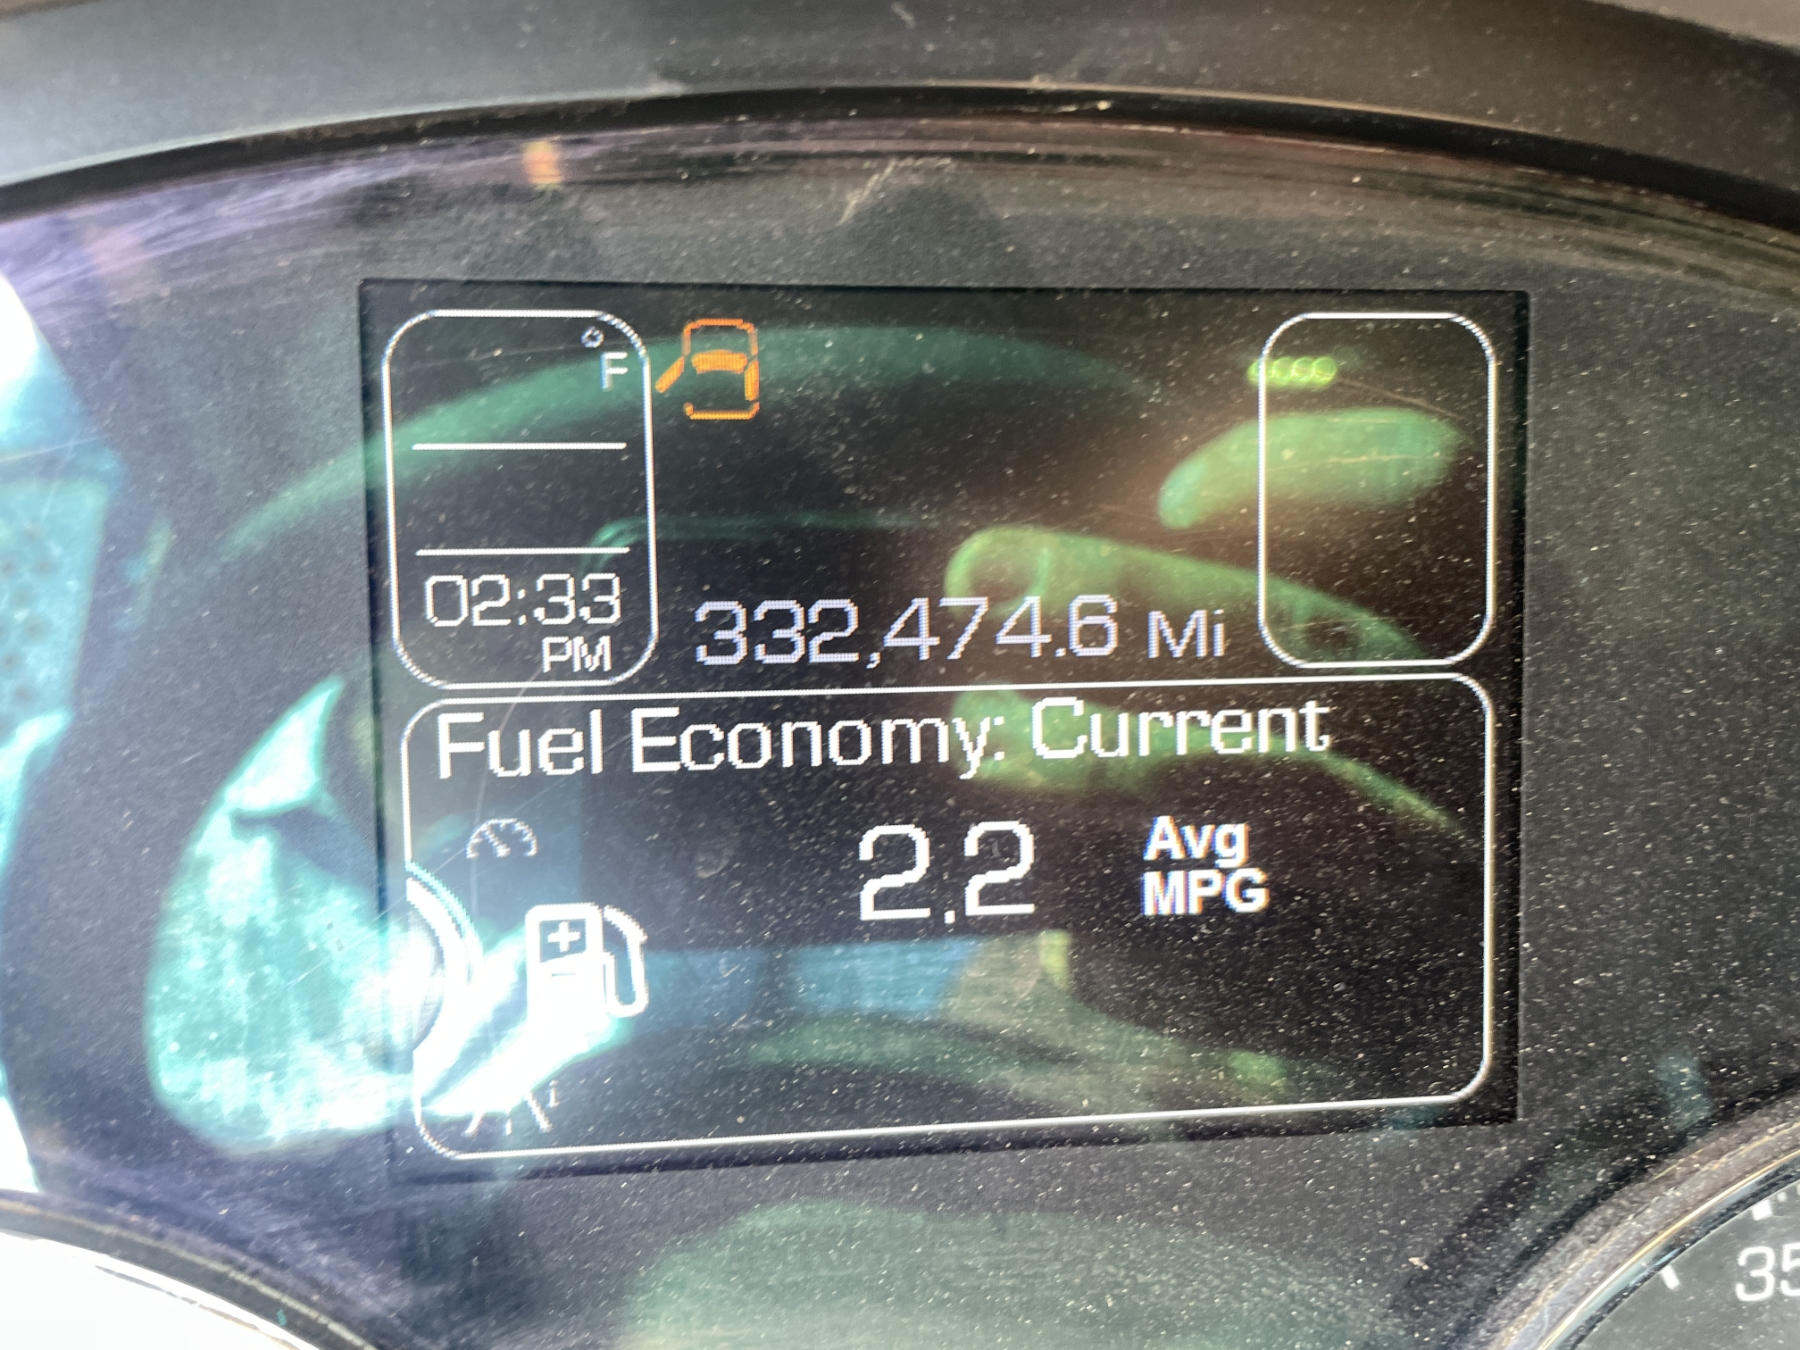 °F
02:33
PM
332,474.6 Mi
Fuel Economy: Current
2.2
Avg
MPG
i
35